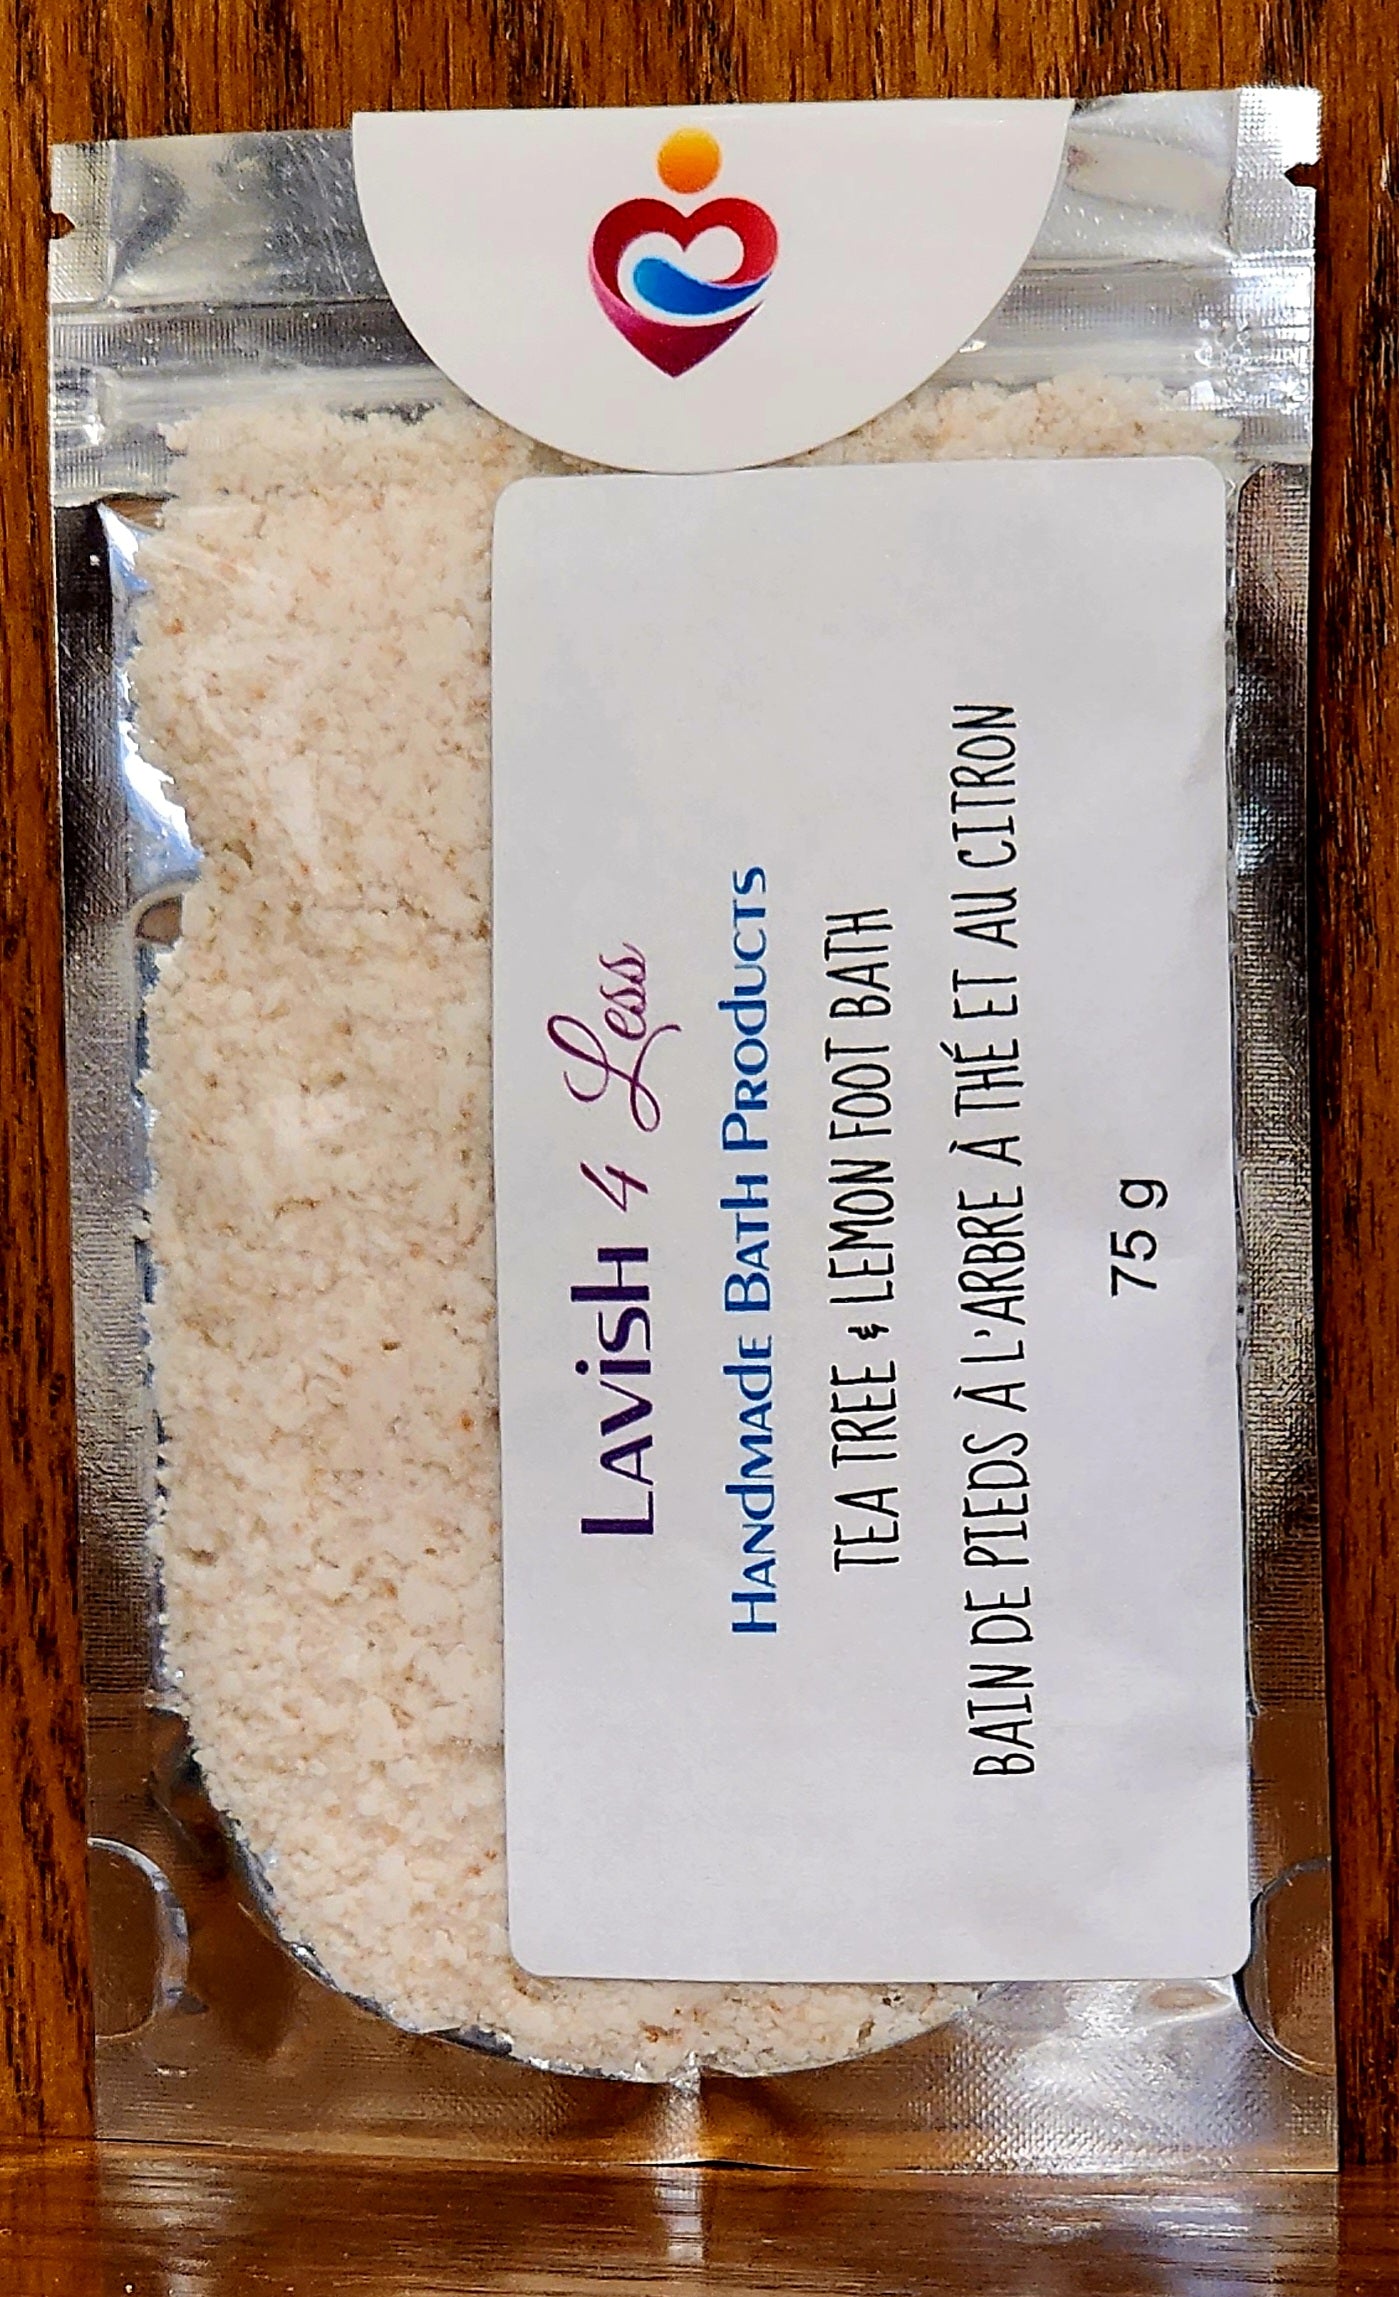 Lavish 4 Less
Handmade Bath Products
TEA TREE & LEMON FOOT BATH
BAIN DE PIEDS À L'ARBRE À THÉ ET AU CITRON
75 g